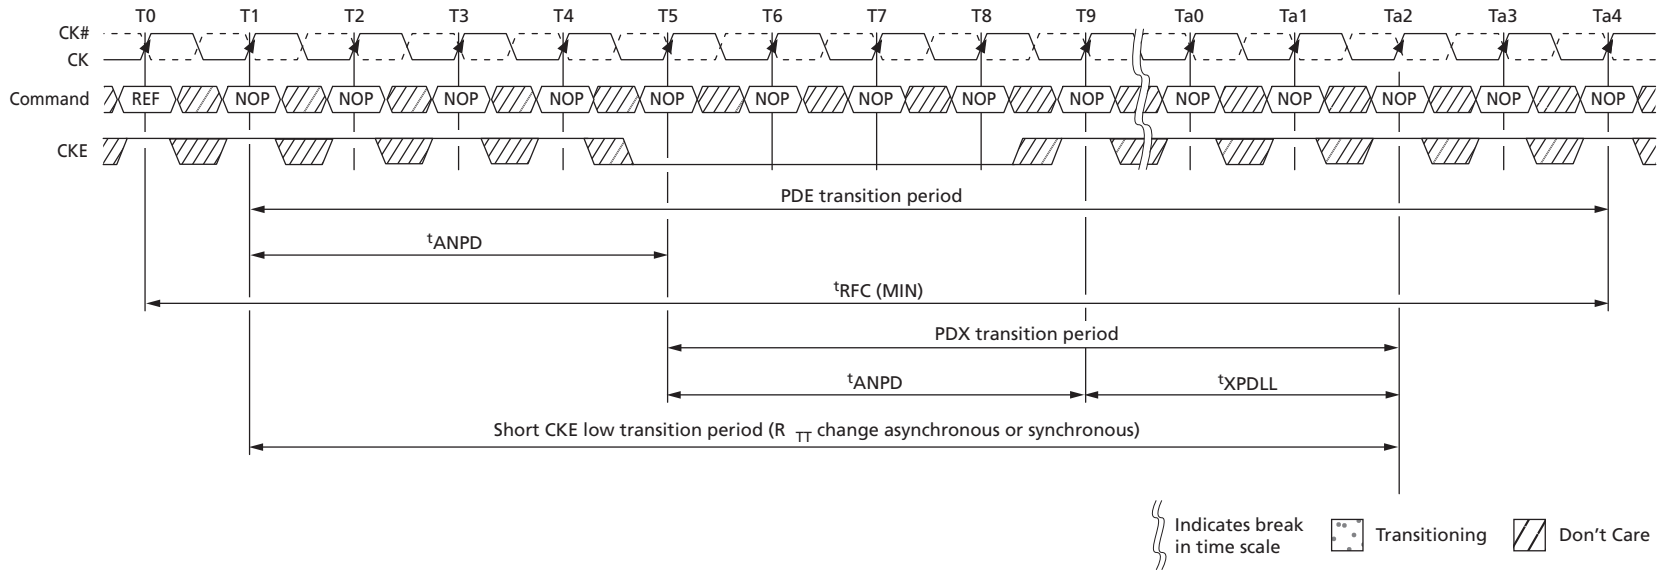 T0 T1 T2 T3 T4 T5 T6 T7 T8 T9 Ta0 Ta1 Ta2 Ta3 Ta4
CK#
CK
Command REF NOP NOP NOP NOP NOP NOP NOP NOP NOP NOP NOP NOP NOP NOP
CKE
PDE transition period
tANPD
tRFC (MIN)
PDX transition period
tANPD tXPDLL
Short CKE low transition period (R TT change asynchronous or synchronous)
Indicates break
in time scale
Transitioning
Don't Care